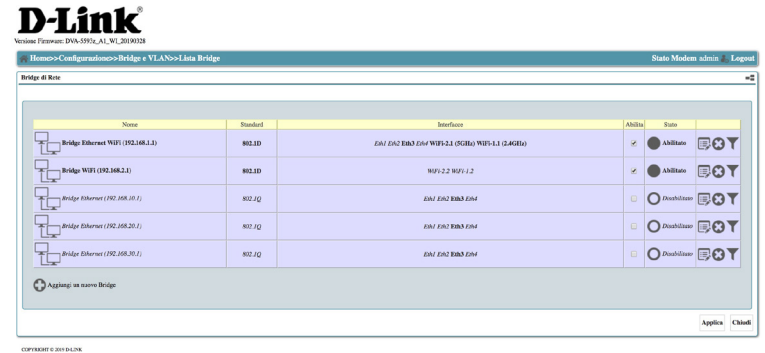 D-Link®
Versione Firmware: DVA-5593z_A1_WI_20190328
Home>>Configurazione>>Bridge e VLAN>>Lista Bridge Stato Modem admin Logout
Bridge di Rete
Nome Standard Interfacce Abilita Stato
Bridge Ethernet WiFi (192.168.1.1) 802.1D Eth1 Eth2 Eth3 Eth4 WiFi-2.1 (5GHz) WiFi-1.1 (2.4GHz) Abilitato
Bridge WiFi (192.168.2.1) 802.1D WiFi-2.2 WiFi-1.2 Abilitato
Bridge Ethernet (192.168.10.1) 802.1Q Eth1 Eth2 Eth3 Eth4 Disabilitato
Bridge Ethernet (192.168.20.1) 802.1Q Eth1 Eth2 Eth3 Eth4 Disabilitato
Bridge Ethernet (192.168.30.1) 802.1Q Eth1 Eth2 Eth3 Eth4 Disabilitato
Aggiungi un nuovo Bridge
Applica Chiudi
COPYRIGHT © 2019 D-LINK